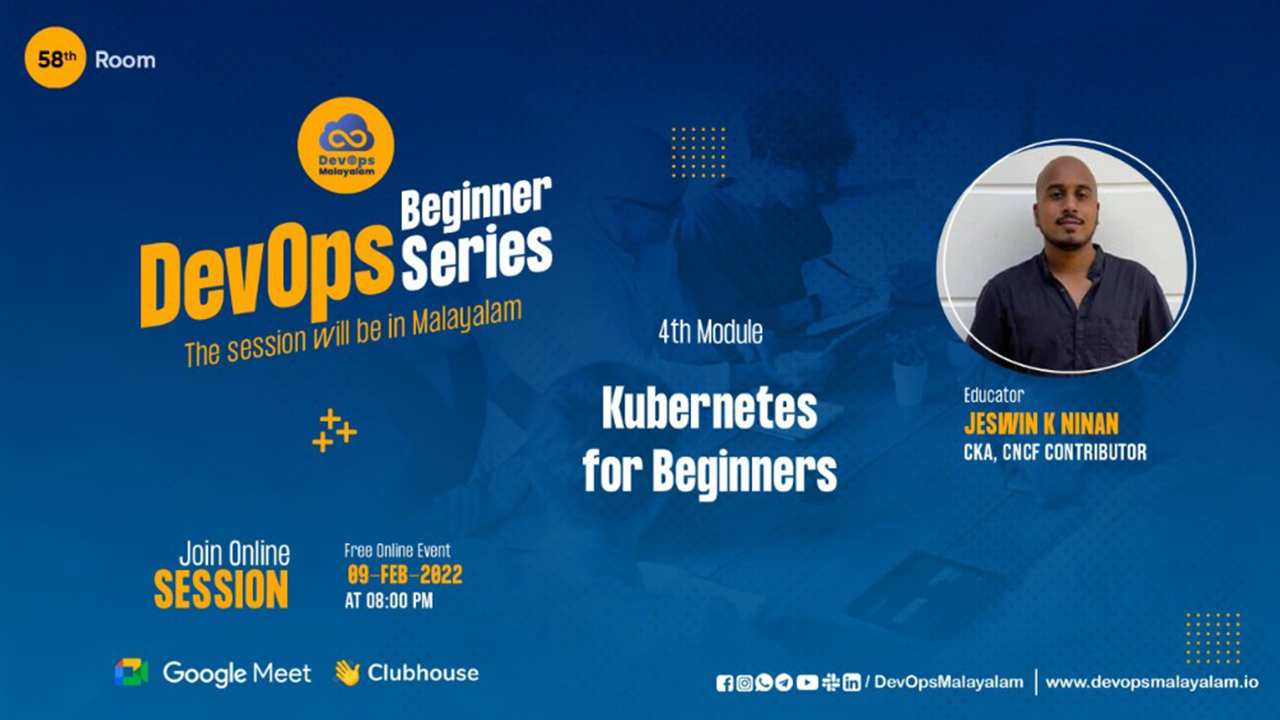 58th Room
DevOps
Malayalam
Beginner
DevOps Series
The session will be in Malayalam
4th Module
Kubernetes
for Beginners
Educator
JESWIN K NINAN
CKA, CNCF CONTRIBUTOR
Join Online
SESSION
Free Online Event
09-FEB-2022
AT 08:00 PM
Google Meet
Clubhouse
/ DevOpsMalayalam | www.devopsmalayalam.io